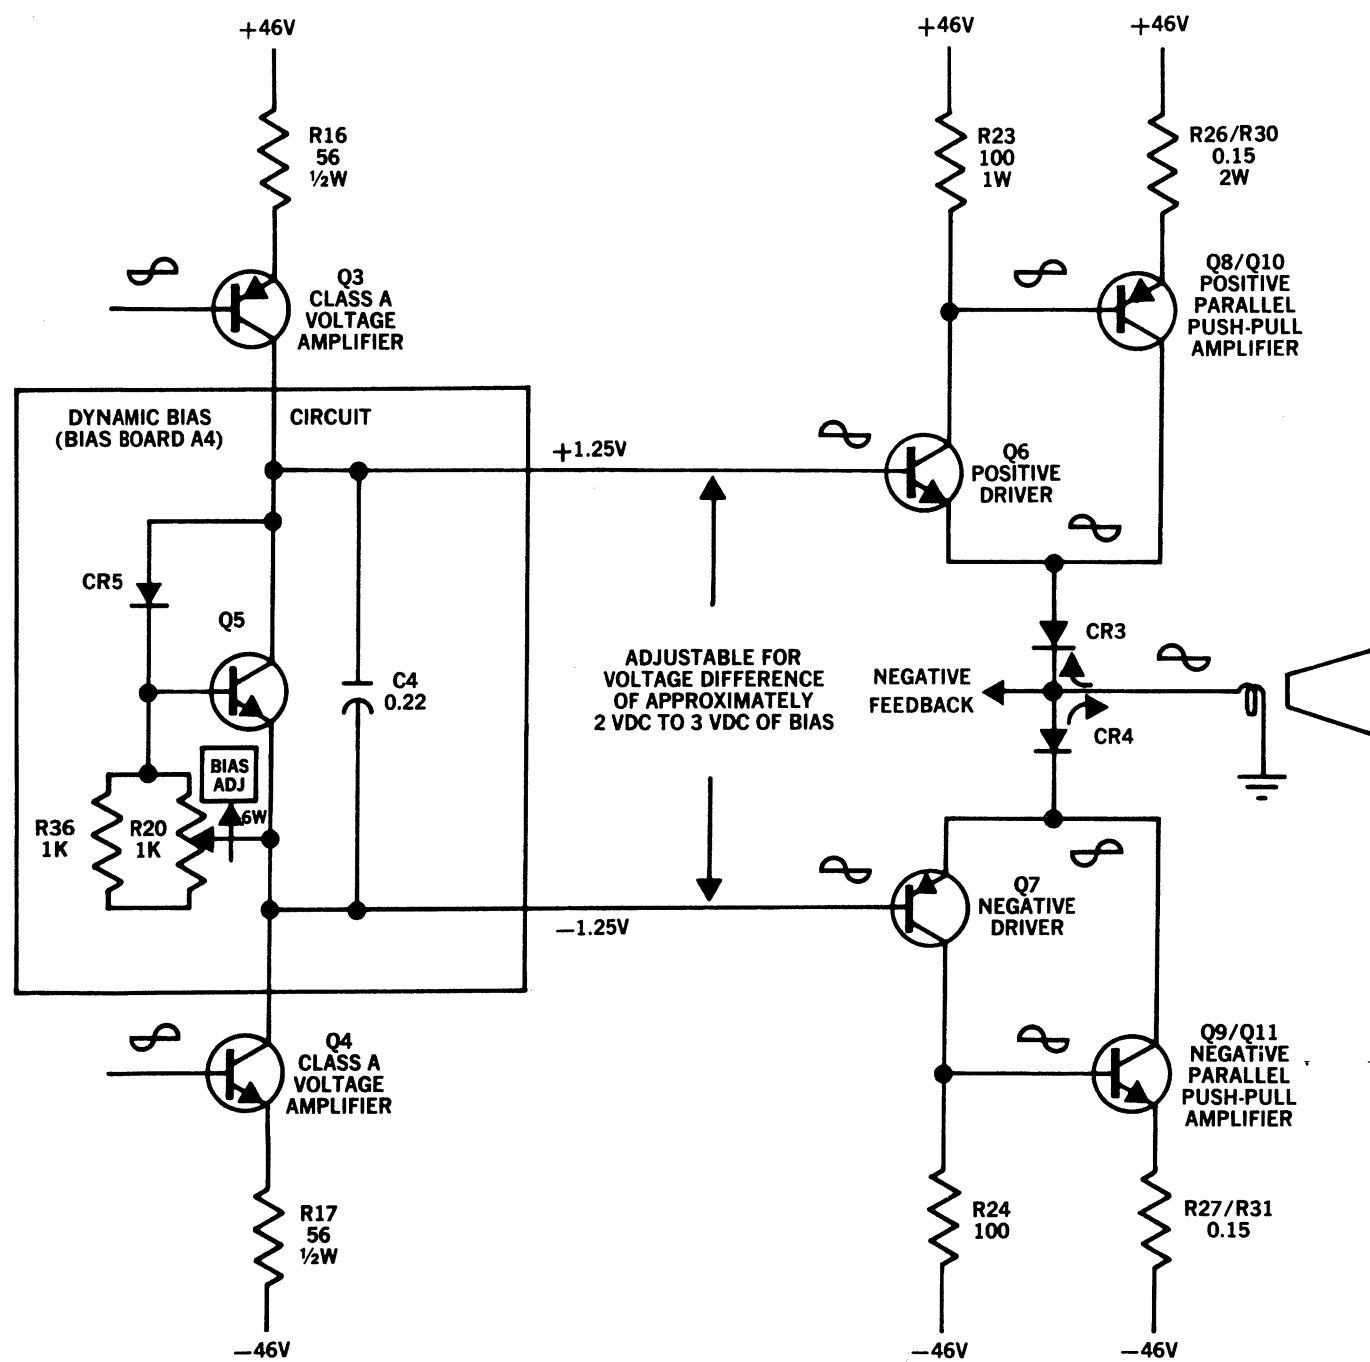 +46V
+46V
+46V
R16
56
½W
R23
100
1W
R26/R30
0.15
2W
Q3
CLASS A
VOLTAGE
AMPLIFIER
Q8/Q10
POSITIVE
PARALLEL
PUSH-PULL
AMPLIFIER
DYNAMIC BIAS CIRCUIT
(BIAS BOARD A4)
+1.25V
Q6
POSITIVE
DRIVER
CR5
Q5
C4
0.22
ADJUSTABLE FOR
VOLTAGE DIFFERENCE
OF APPROXIMATELY
2 VDC TO 3 VDC OF BIAS
CR3
NEGATIVE
FEEDBACK
CR4
BIAS
ADJ
.6W
R36
1K
R20
1K
−1.25V
Q7
NEGATIVE
DRIVER
Q4
CLASS A
VOLTAGE
AMPLIFIER
Q9/Q11
NEGATiVE
PARALLEL
PUSH-PULL
AMPLIFIER
R17
56
½W
R24
100
R27/R31
0.15
−46V
−46V
−46V